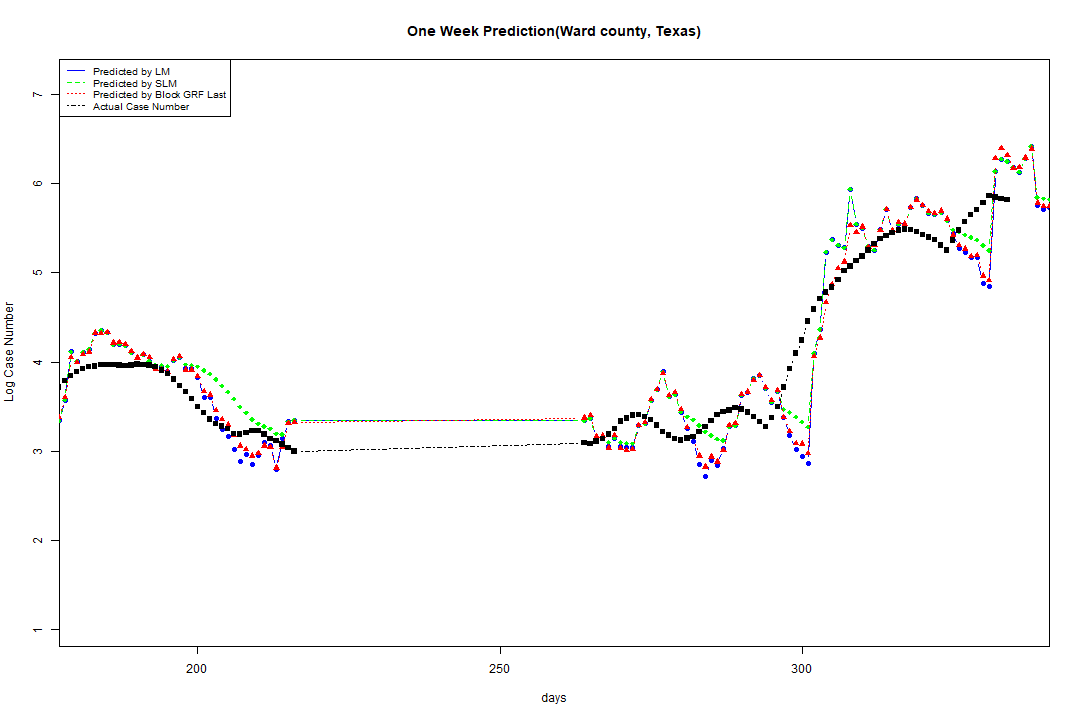 One Week Prediction(Ward county, Texas)
Predicted by LM
Predicted by SLM
Predicted by Block GRF Last
Actual Case Number
7
6
5
4
3
2
1
Log Case Number
200
250
300
days